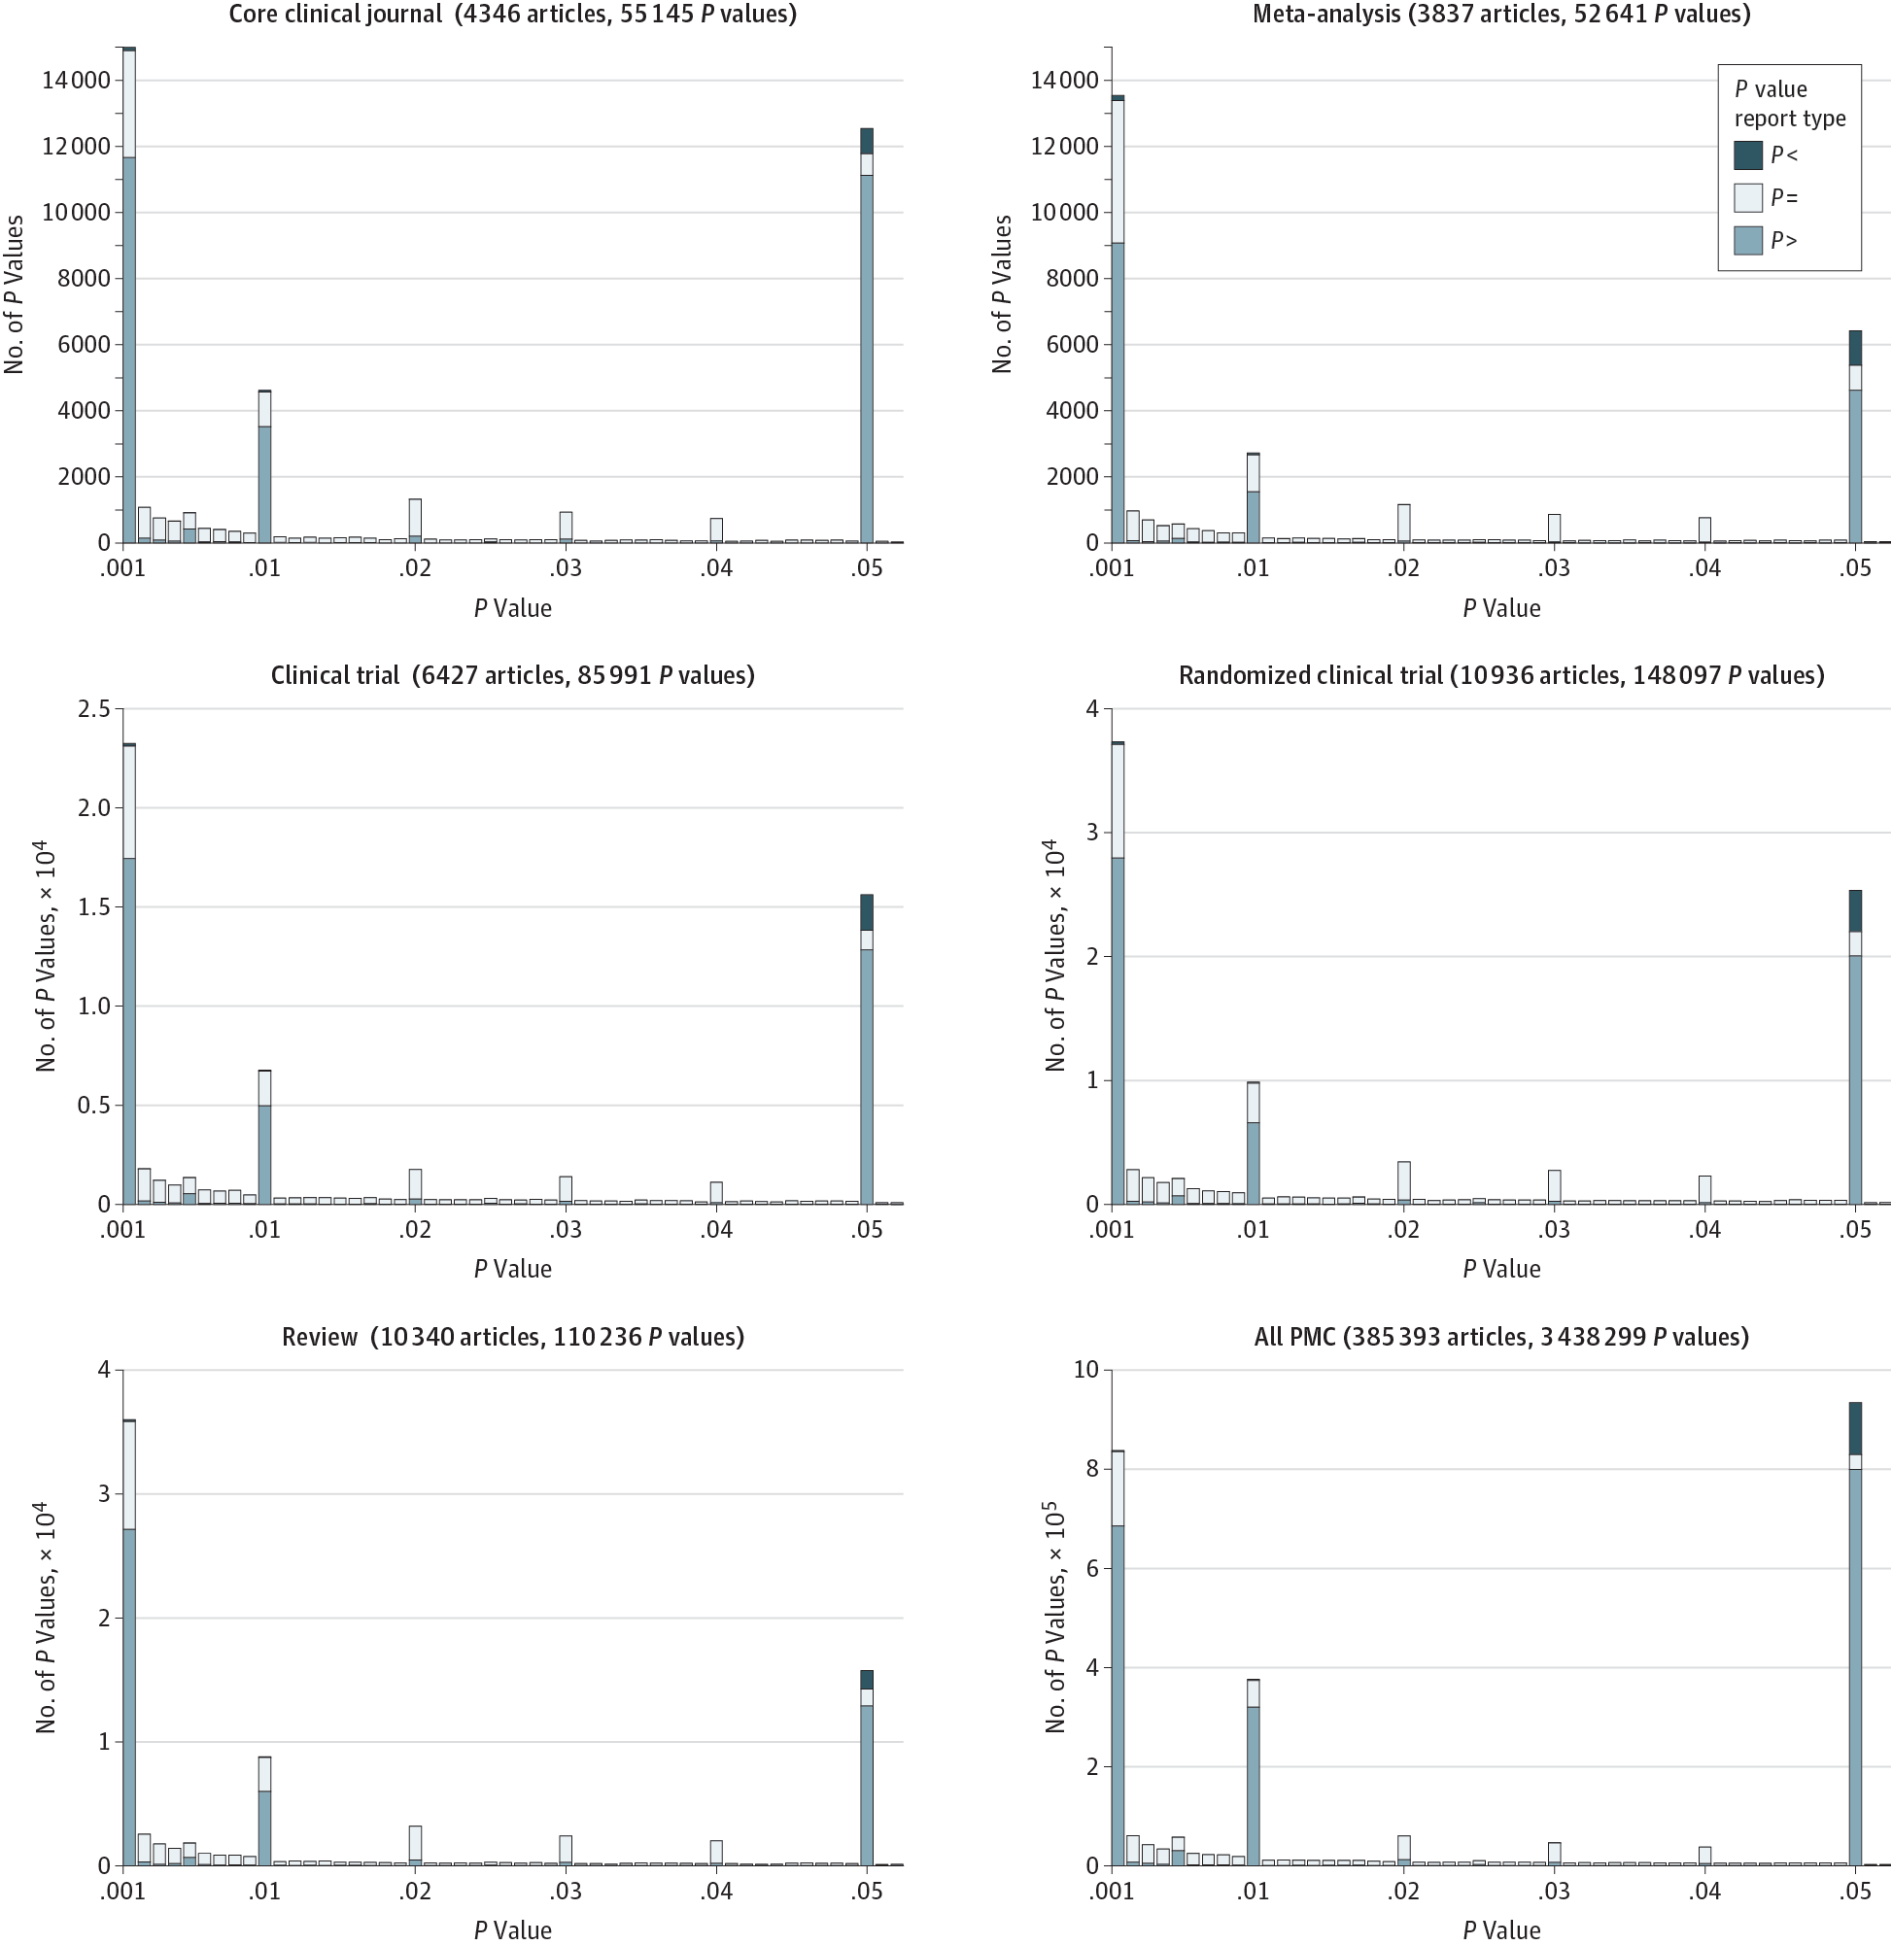 Core clinical journal (4346 articles, 55 145 P values)
No. of P Values
14 000
12 000
10 000
8000
6000
4000
2000
0
.001 .01 .02 .03 .04 .05
P Value
Meta-analysis (3837 articles, 52 641 P values)
No. of P Values
14 000
12 000
10 000
8000
6000
4000
2000
0
.001 .01 .02 .03 .04 .05
P Value
P value
report type
P <
P =
P >
Clinical trial (6427 articles, 85 991 P values)
No. of P Values, × 10⁴
2.5
2.0
1.5
1.0
0.5
0
.001 .01 .02 .03 .04 .05
P Value
Randomized clinical trial (10 936 articles, 148 097 P values)
No. of P Values, × 10⁴
4
3
2
1
0
.001 .01 .02 .03 .04 .05
P Value
Review (10 340 articles, 110 236 P values)
No. of P Values, × 10⁴
4
3
2
1
0
.001 .01 .02 .03 .04 .05
P Value
All PMC (385 393 articles, 3 438 299 P values)
No. of P Values, × 10⁵
10
8
6
4
2
0
.001 .01 .02 .03 .04 .05
P Value